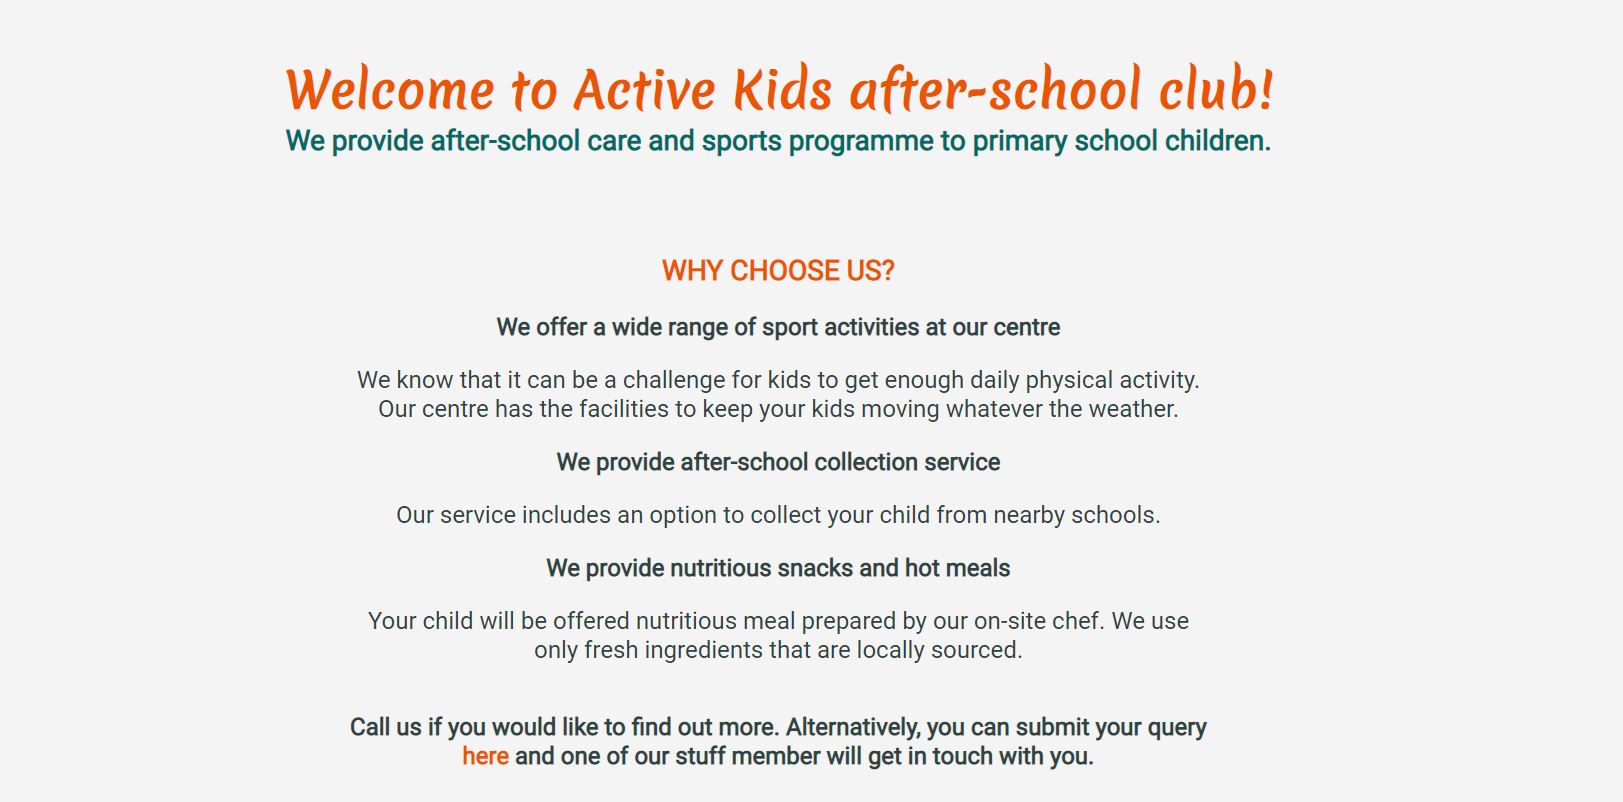 Welcome to Active Kids after-school club!
We provide after-school care and sports programme to primary school children.
WHY CHOOSE US?
We offer a wide range of sport activities at our centre
We know that it can be a challenge for kids to get enough daily physical activity.
Our centre has the facilities to keep your kids moving whatever the weather.
We provide after-school collection service
Our service includes an option to collect your child from nearby schools.
We provide nutritious snacks and hot meals
Your child will be offered nutritious meal prepared by our on-site chef. We use
only fresh ingredients that are locally sourced.
Call us if you would like to find out more. Alternatively, you can submit your query
here and one of our stuff member will get in touch with you.